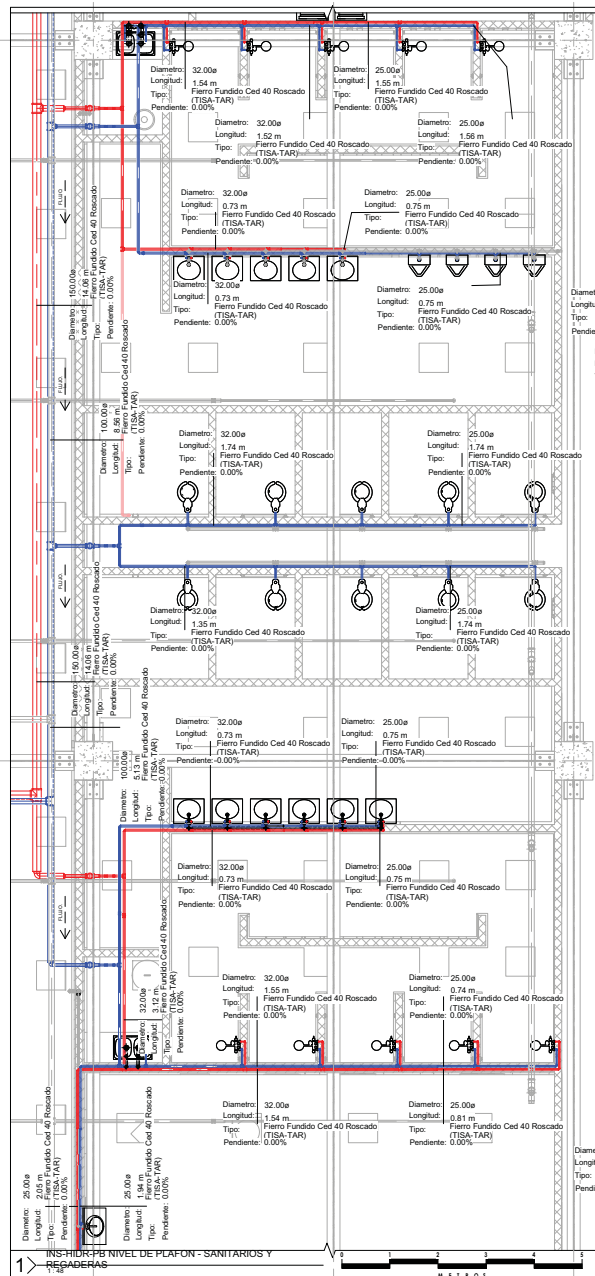 Diametro: 32.00ø
Longitud: 1.54 m
Tipo: Fierro Fundido Ced 40 Roscado
(TISA-TAR)
Pendiente: 0.00%
Diametro: 25.00ø
Longitud: 1.55 m
Tipo: Fierro Fundido Ced 40 Roscado
(TISA-TAR)
Pendiente: 0.00%
Diametro: 32.00ø
Longitud: 1.52 m
Tipo: Fierro Fundido Ced 40 Roscado
(TISA-TAR)
Pendiente: 0.00%
Diametro: 25.00ø
Longitud: 1.56 m
Tipo: Fierro Fundido Ced 40 Roscado
(TISA-TAR)
Pendiente: 0.00%
FLUJO
Diametro: 32.00ø
Longitud: 0.73 m
Tipo: Fierro Fundido Ced 40 Roscado
(TISA-TAR)
Pendiente: 0.00%
Diametro: 25.00ø
Longitud: 0.75 m
Tipo: Fierro Fundido Ced 40 Roscado
(TISA-TAR)
Pendiente: 0.00%
Diametro: 150.00ø
Longitud: 14.06 m
Tipo: Fierro Fundido Ced 40 Roscado
(TISA-TAR)
Pendiente: 0.00%
Diametro: 32.00ø
Longitud: 0.73 m
Tipo: Fierro Fundido Ced 40 Roscado
(TISA-TAR)
Pendiente: 0.00%
Diametro: 25.00ø
Longitud: 0.75 m
Tipo: Fierro Fundido Ced 40 Roscado
(TISA-TAR)
Pendiente: 0.00%
Longitud:
Tipo:
FLUJO
Diametro: 100.00ø
Longitud: 8.56 m
Tipo: Fierro Fundido Ced 40 Roscado
(TISA-TAR)
Pendiente: 0.00%
Diametro: 32.00ø
Longitud: 1.74 m
Tipo: Fierro Fundido Ced 40 Roscado
(TISA-TAR)
Pendiente: 0.00%
Diametro: 25.00ø
Longitud: 1.74 m
Tipo: Fierro Fundido Ced 40 Roscado
(TISA-TAR)
Pendiente: 0.00%
FLUJO
Diametro: 150.00ø
Longitud: 14.06 m
Tipo: Fierro Fundido Ced 40 Roscado
(TISA-TAR)
Pendiente: 0.00%
Diametro: 32.00ø
Longitud: 1.35 m
Tipo: Fierro Fundido Ced 40 Roscado
(TISA-TAR)
Pendiente: 0.00%
Diametro: 25.00ø
Longitud: 1.74 m
Tipo: Fierro Fundido Ced 40 Roscado
(TISA-TAR)
Pendiente: 0.00%
Diametro: 100.00ø
Longitud: 5.13 m
Tipo: Fierro Fundido Ced 40 Roscado
(TISA-TAR)
Pendiente: 0.00%
Diametro: 32.00ø
Longitud: 0.73 m
Tipo: Fierro Fundido Ced 40 Roscado
(TISA-TAR)
Pendiente: 0.00%
Diametro: 25.00ø
Longitud: 0.75 m
Tipo: Fierro Fundido Ced 40 Roscado
(TISA-TAR)
Pendiente: 0.00%
Diametro: 32.00ø
Longitud: 0.73 m
Tipo: Fierro Fundido Ced 40 Roscado
(TISA-TAR)
Pendiente: 0.00%
Diametro: 25.00ø
Longitud: 0.75 m
Tipo: Fierro Fundido Ced 40 Roscado
(TISA-TAR)
Pendiente: 0.00%
FLUJO
Diametro: 32.00ø
Longitud: 3.12 m
Tipo: Fierro Fundido Ced 40 Roscado
(TISA-TAR)
Pendiente: 0.00%
Diametro: 32.00ø
Longitud: 1.55 m
Tipo: Fierro Fundido Ced 40 Roscado
(TISA-TAR)
Pendiente: 0.00%
Diametro: 25.00ø
Longitud: 0.74 m
Tipo: Fierro Fundido Ced 40 Roscado
(TISA-TAR)
Pendiente: 0.00%
Diametro: 32.00ø
Longitud: 1.54 m
Tipo: Fierro Fundido Ced 40 Roscado
(TISA-TAR)
Pendiente: 0.00%
Diametro: 25.00ø
Longitud: 0.81 m
Tipo: Fierro Fundido Ced 40 Roscado
(TISA-TAR)
Pendiente: 0.00%
Diametro: 25.00ø
Longitud: 2.05 m
Tipo: Fierro Fundido Ced 40 Roscado
(TISA-TAR)
Pendiente: 0.00%
Diametro: 25.00ø
Longitud: 1.94 m
Tipo: Fierro Fundido Ced 40 Roscado
(TISA-TAR)
Pendiente: 0.00%
Tipo:
1 INS-HIDR-PB NIVEL DE PLAFON - SANITARIOS Y
REGADERAS
1 : 48
0 1 2 3 4 5
METROS